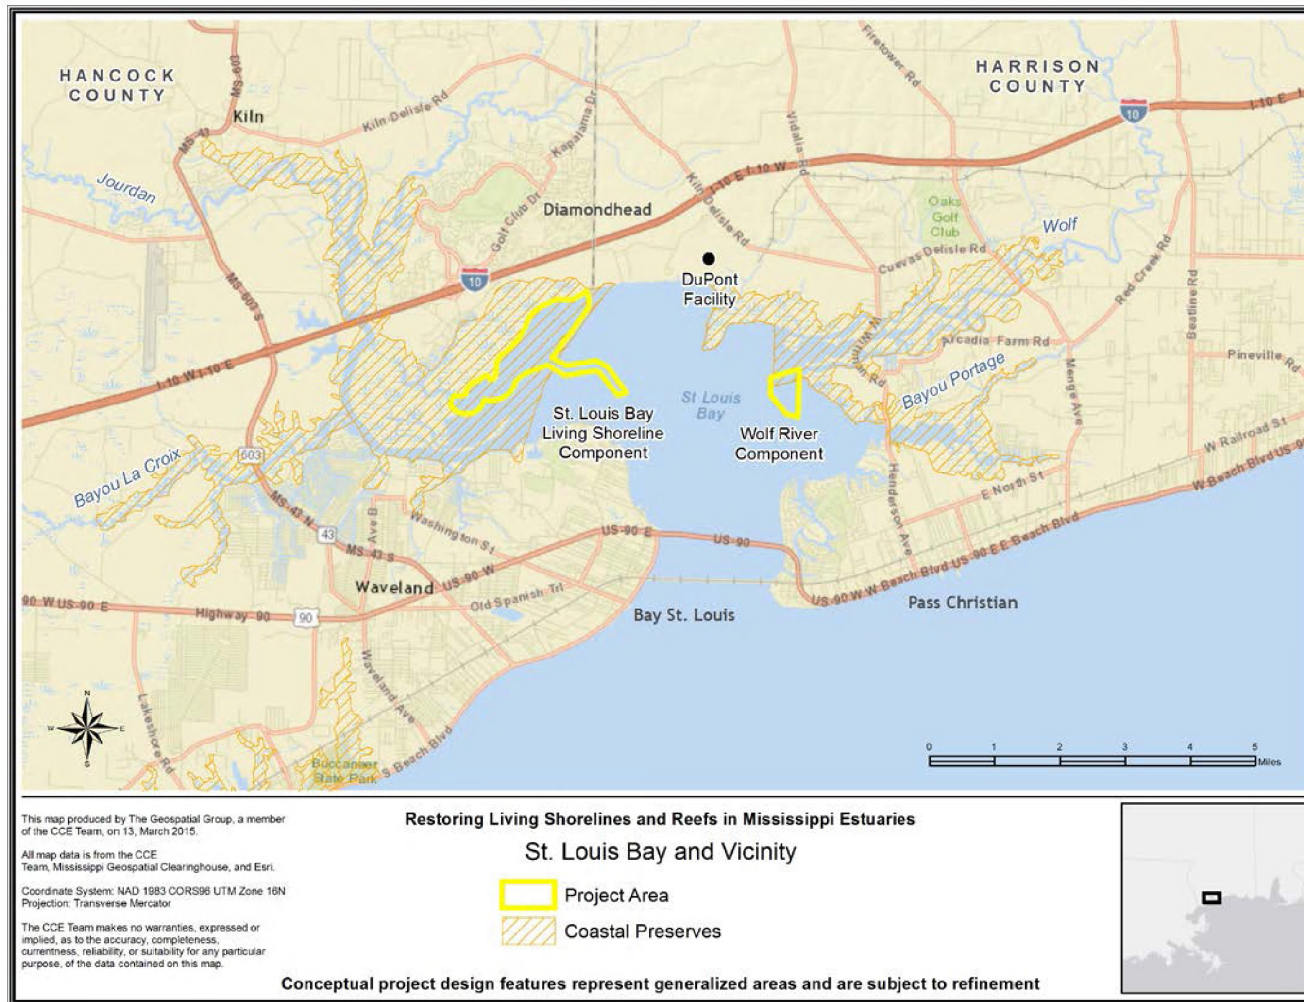 HANCOCK
COUNTY
HARRISON
COUNTY
MS-603
Kiln
MS-43
Kiln Delisle Rd
Kapalama Dr
Firetower Rd
Vidalia Rd
I-10 E
10
Jourdan
Golf Club Dr
Diamondhead
I-10 E I-10 W
Kiln Delisle Rd
Oaks
Golf
Club
Wolf
Cuevas Delisle Rd
Red Creek Rd
Beatline Rd
10
DuPont
Facility
MS-603 S
I-10 W I-10 E
W Wittman Rd
Arcadia Farm Rd
Pineville Rd
Bayou Portage
Menge Ave
St Louis
Bay
St. Louis Bay
Living Shoreline
Component
Wolf River
Component
Bayou La Croix
603
W Railroad St
W Beach Blvd US-90 E
Henderson Ave
E North St
MS-43 N
43
Ave B
Washington St
MS-43 S
US-90 E
US-90
US-90 W
Waveland
Old Spanish Trl
US-90 W W Beach Blvd US-90 E E Beach Blvd
Pass Christian
Bay St. Louis
90 W US-90 E
Highway 90
90
Waveland Ave
Lakeshore Rd
S Beach Blvd
Buccaneer
State Park
N
W
E
S
0 1 2 3 4 5
Miles
This map produced by The Geospatial Group, a member
of the CCE Team, on 13, March 2015.
All map data is from the CCE
Team, Mississippi Geospatial Clearinghouse, and Esri.
Coordinate System: NAD 1983 CORS96 UTM Zone 16N
Projection: Transverse Mercator
The CCE Team makes no warranties, expressed or
implied, as to the accuracy, completeness,
currentness, reliability, or suitability for any particular
purpose, of the data contained on this map.
Restoring Living Shorelines and Reefs in Mississippi Estuaries
St. Louis Bay and Vicinity
Project Area
Coastal Preserves
Conceptual project design features represent generalized areas and are subject to refinement